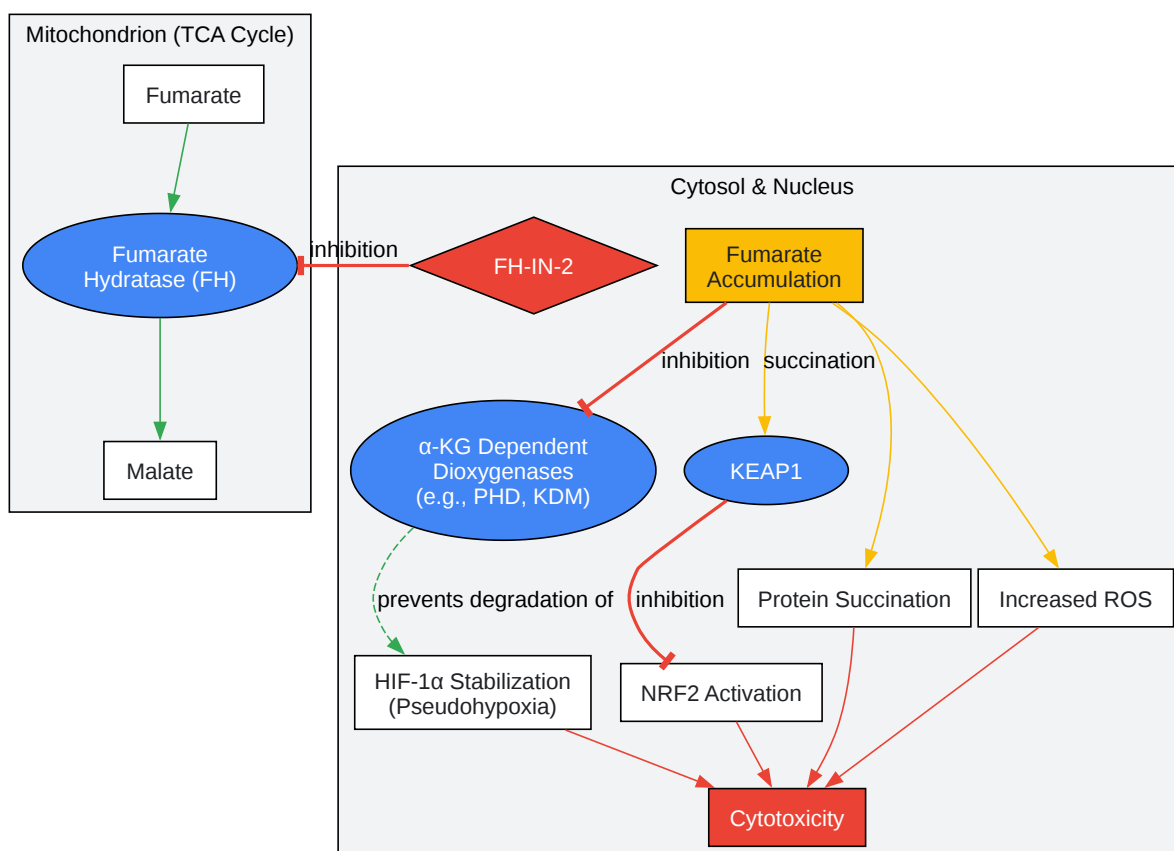 Mitochondrion (TCA Cycle)
Fumarate
Fumarate
Hydratase (FH)
Malate
Cytosol & Nucleus
inhibition
FH-IN-2
Fumarate
Accumulation
inhibition
succination
α-KG Dependent
Dioxygenases
(e.g., PHD, KDM)
KEAP1
prevents degradation of
inhibition
Protein Succination
Increased ROS
HIF-1α Stabilization
(Pseudohypoxia)
NRF2 Activation
Cytotoxicity